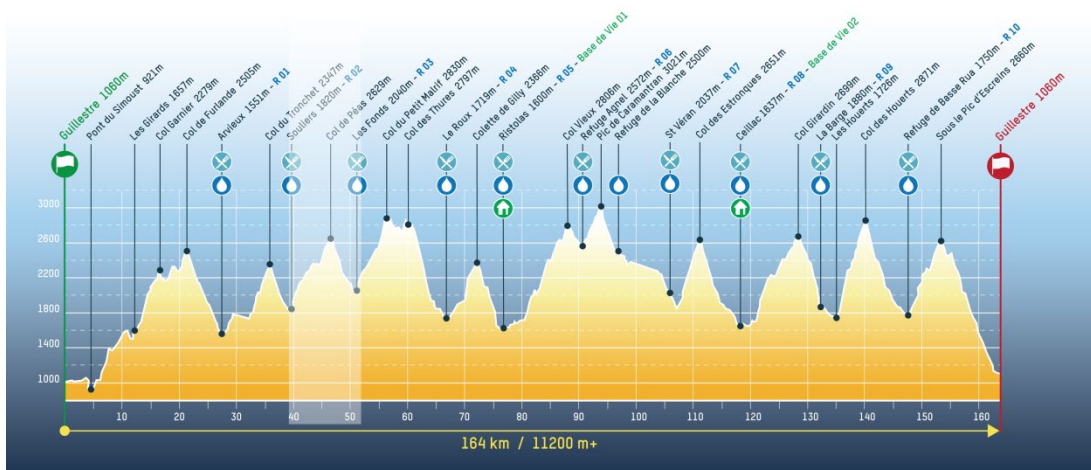 Guillestre 1060m
Pont du Simoust 921m
Les Girards 1657m
Col Garnier 2279m
Col de Furlande 2505m
Arvieux 1551m - R 01
Col du Tronchet 2347m
Souliers 1820m - R 02
Col de Péas 2629m
Les Fonds 2040m - R 03
Col du Petit Malrif 2830m
Col des Thures 2797m
Le Roux 1719m - R 04
Colette de Gilly 2366m
Ristolas 1600m - R 05 - Base de Vie 01
Col Vieux 2806m
Refuge Agnel 2572m - R 06
Pic de Caramantran 3021m
Refuge de la Blanche 2500m
St Véran 2037m - R 07
Col des Estronques 2651m
Ceillac 1637m - R 08 - Base de Vie 02
Col Girardin 2699m
La Barge 1880m - R 09
Les Houerts 1726m
Col des Houerts 2871m
Refuge de Basse Rua 1750m - R 10
Sous le Pic d'Escreins 2660m
Guillestre 1060m
3000
2600
2200
1800
1400
1000
10 20 30 40 50 60 70 80 90 100 110 120 130 140 150 160
164 km / 11200 m+